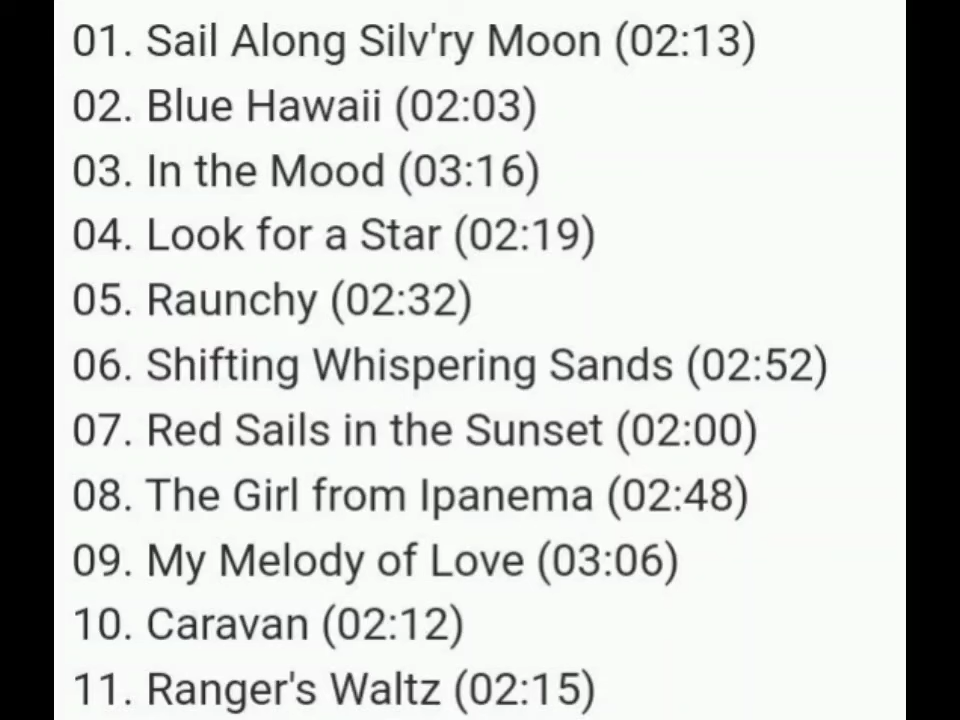 01. Sail Along Silv'ry Moon (02:13)
02. Blue Hawaii (02:03)
03. In the Mood (03:16)
04. Look for a Star (02:19)
05. Raunchy (02:32)
06. Shifting Whispering Sands (02:52)
07. Red Sails in the Sunset (02:00)
08. The Girl from Ipanema (02:48)
09. My Melody of Love (03:06)
10. Caravan (02:12)
11. Ranger's Waltz (02:15)